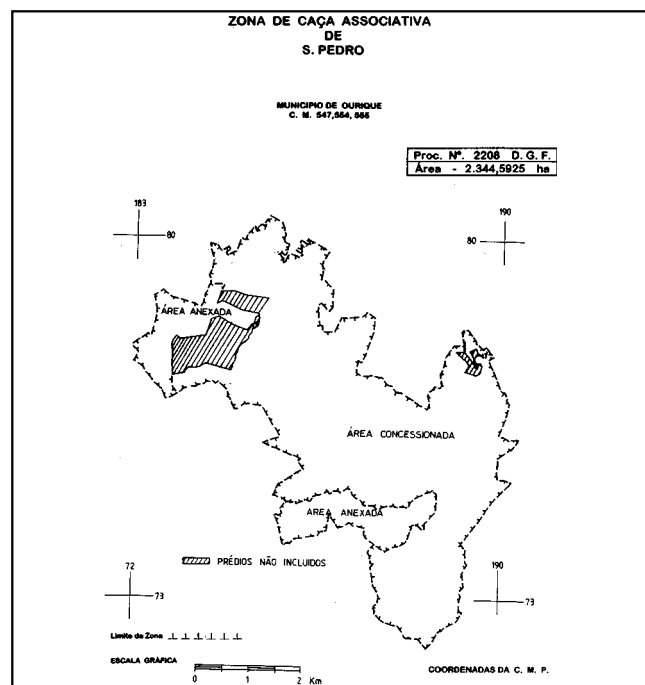 ZONA DE CAÇA ASSOCIATIVA
DE
S. PEDRO
MUNICIPIO DE OURIQUE
C. M. 547,554, 555
Proc. Nº. 2208 D. G. F.
Área - 2.344,5925 ha
183
80
190
80
ÁREA ANEXADA
ÁREA CONCESSIONADA
AREA ANEXADA
PRÉDIOS NÃO INCLUIDOS
72
73
190
73
Limite da Zona
ESCALA GRÁFICA
0 1 2 Km
COORDENADAS DA C. M. P.